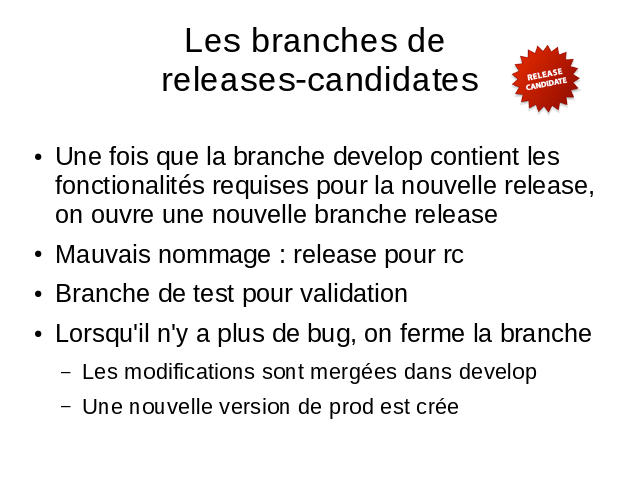 Les branches de
releases-candidates
RELEASE
CANDIDATE
• Une fois que la branche develop contient les
fonctionalités requises pour la nouvelle release,
on ouvre une nouvelle branche release
• Mauvais nommage : release pour rc
• Branche de test pour validation
• Lorsqu'il n'y a plus de bug, on ferme la branche
– Les modifications sont mergées dans develop
– Une nouvelle version de prod est crée